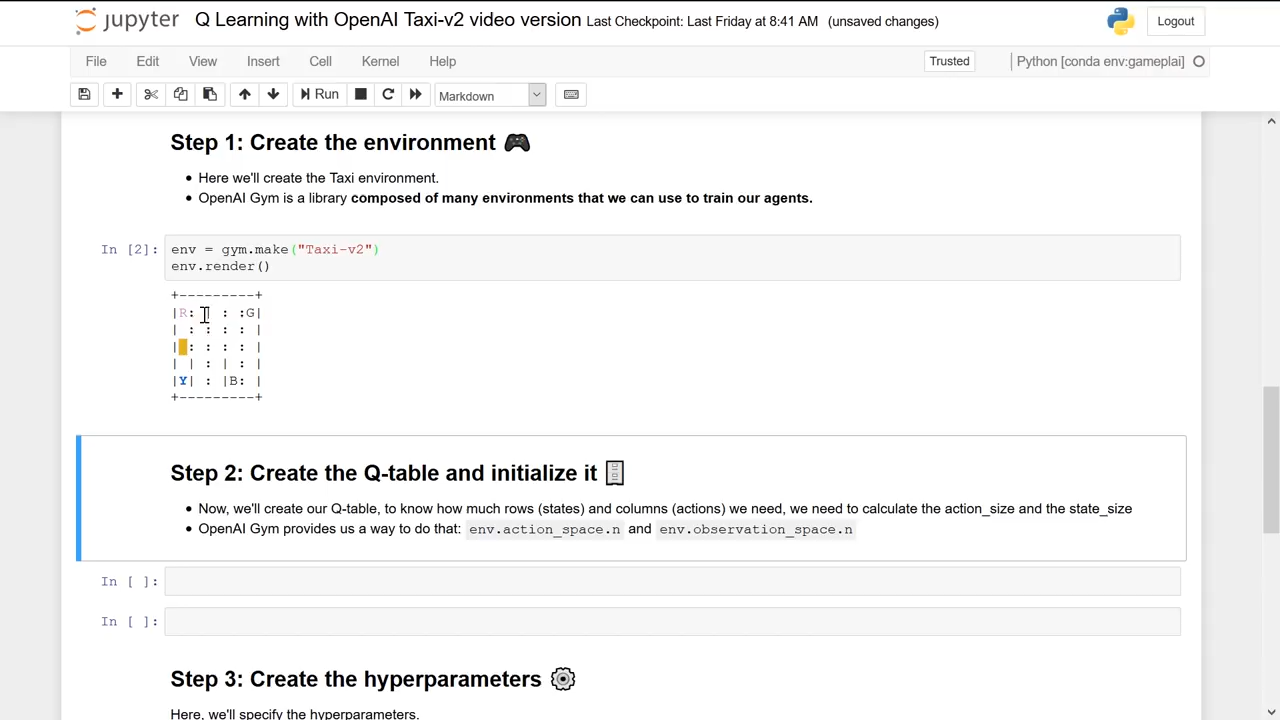 jupyter Q Learning with OpenAI Taxi-v2 video version Last Checkpoint: Last Friday at 8:41 AM (unsaved changes) Logout
File Edit View Insert Cell Kernel Help Trusted Python [conda env:gameplai]
Run Markdown
Step 1: Create the environment 🎮
• Here we'll create the Taxi environment.
• OpenAI Gym is a library composed of many environments that we can use to train our agents.
In [2]: env = gym.make("Taxi-v2")
env.render()
+---------+
|R: | : :G|
| : : : : |
| : : : : |
| | : | : |
|Y| : |B: |
+---------+
Step 2: Create the Q-table and initialize it
• Now, we'll create our Q-table, to know how much rows (states) and columns (actions) we need, we need to calculate the action_size and the state_size
• OpenAI Gym provides us a way to do that: env.action_space.n and env.observation_space.n
In [ ]:
In [ ]:
Step 3: Create the hyperparameters ⚙
Here, we'll specify the hyperparameters.